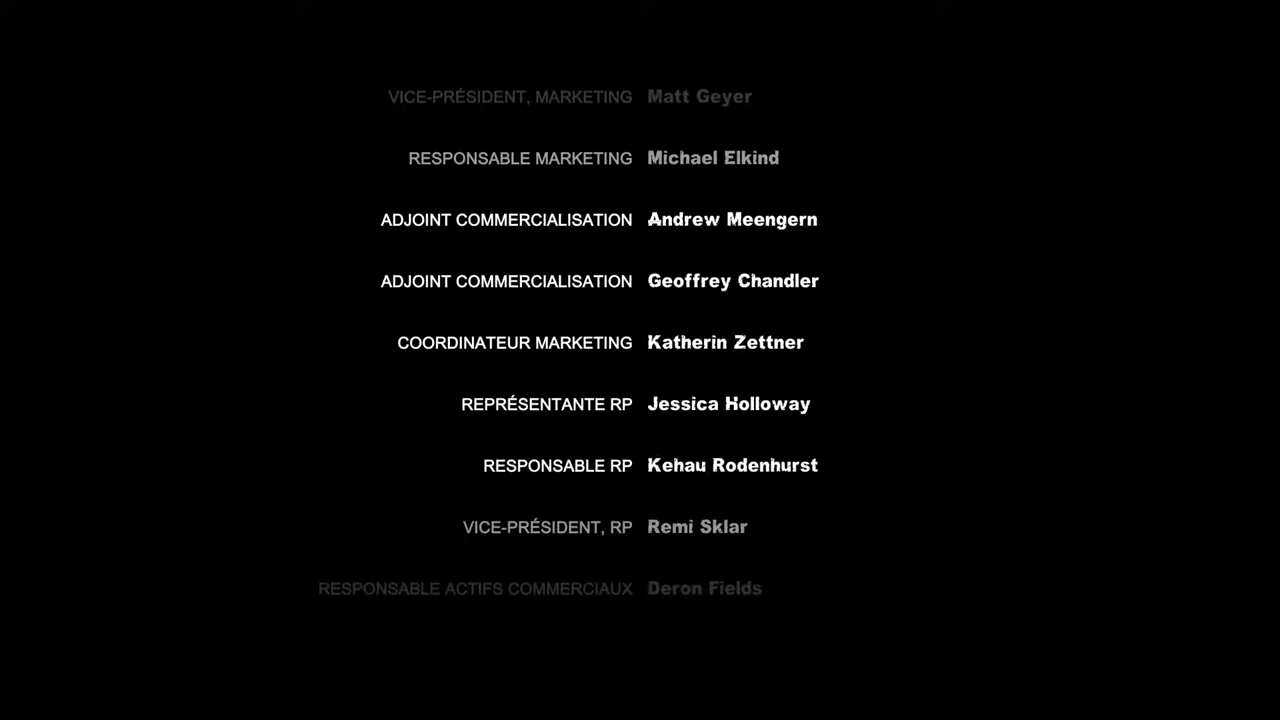 VICE-PRÉSIDENT, MARKETING Matt Geyer
RESPONSABLE MARKETING Michael Elkind
ADJOINT COMMERCIALISATION Andrew Meengern
ADJOINT COMMERCIALISATION Geoffrey Chandler
COORDINATEUR MARKETING Katherin Zettner
REPRÉSENTANTE RP Jessica Holloway
RESPONSABLE RP Kehau Rodenhurst
VICE-PRÉSIDENT, RP Remi Sklar
RESPONSABLE ACTIFS COMMERCIAUX Deron Fields